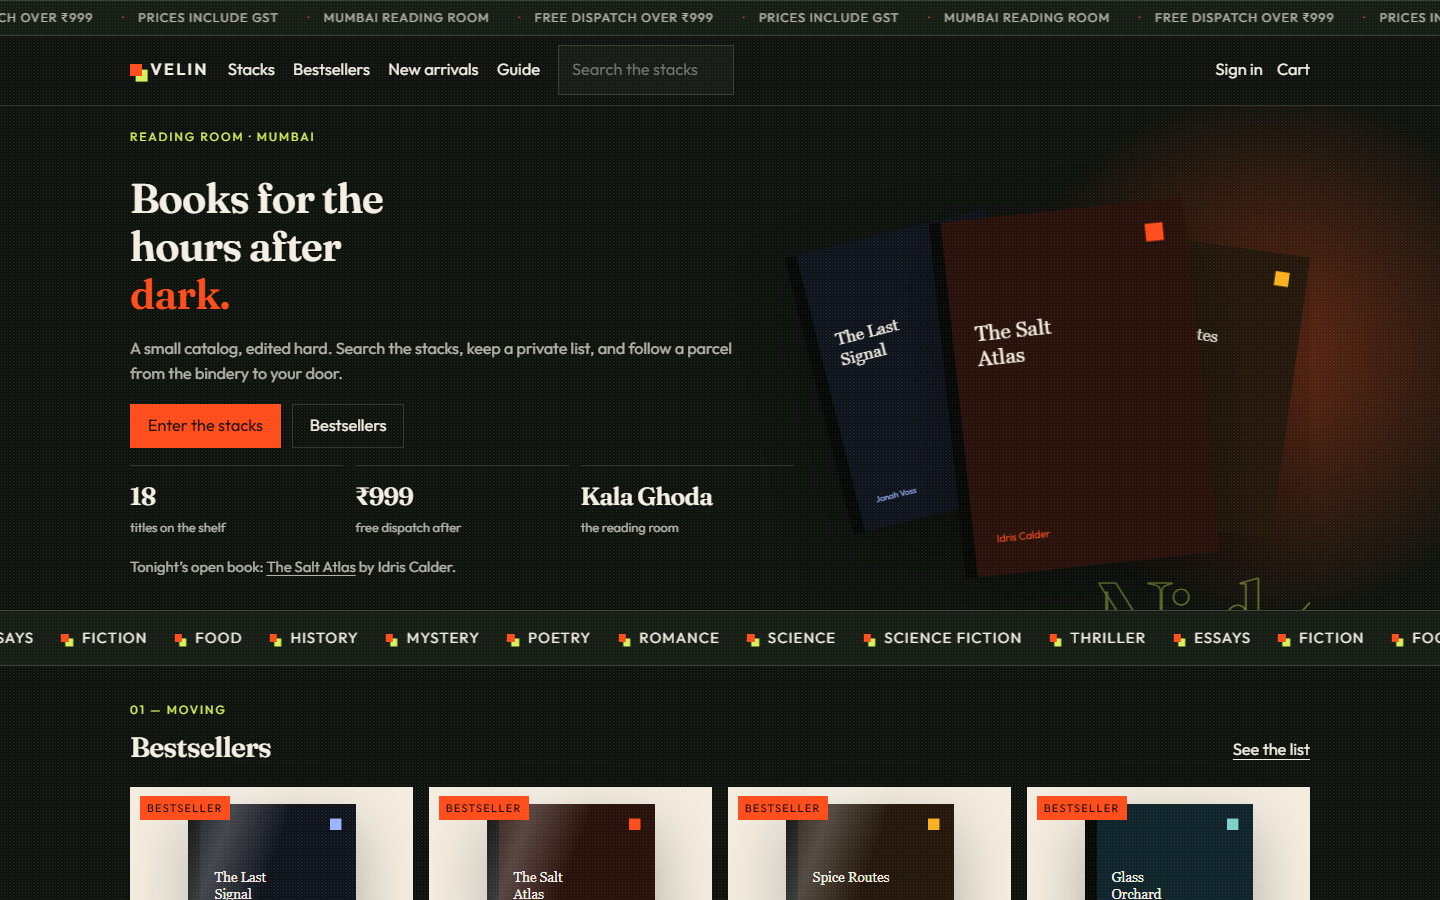 FREE DISPATCH OVER ₹999 · PRICES INCLUDE GST · MUMBAI READING ROOM · FREE DISPATCH OVER ₹999 · PRICES INCLUDE GST · MUMBAI READING ROOM · FREE DISPATCH OVER ₹999 · PRICES
VELIN Stacks Bestsellers New arrivals Guide Search the stacks Sign in Cart
READING ROOM · MUMBAI
Books for the
hours after
dark.
A small catalog, edited hard. Search the stacks, keep a private list, and follow a parcel
from the bindery to your door.
Enter the stacks Bestsellers
18 ₹999 Kala Ghoda
titles on the shelf free dispatch after the reading room
Tonight's open book: The Salt Atlas by Idris Calder.
The Last
Signal
Jonah Voss
The Salt
Atlas
Idris Calder
tes
ESSAYS FICTION FOOD HISTORY MYSTERY POETRY ROMANCE SCIENCE SCIENCE FICTION THRILLER ESSAYS FICTION
01 — MOVING
Bestsellers See the list
BESTSELLER BESTSELLER BESTSELLER BESTSELLER
The Last
Signal
The Salt
Atlas
Spice Routes
Glass
Orchard